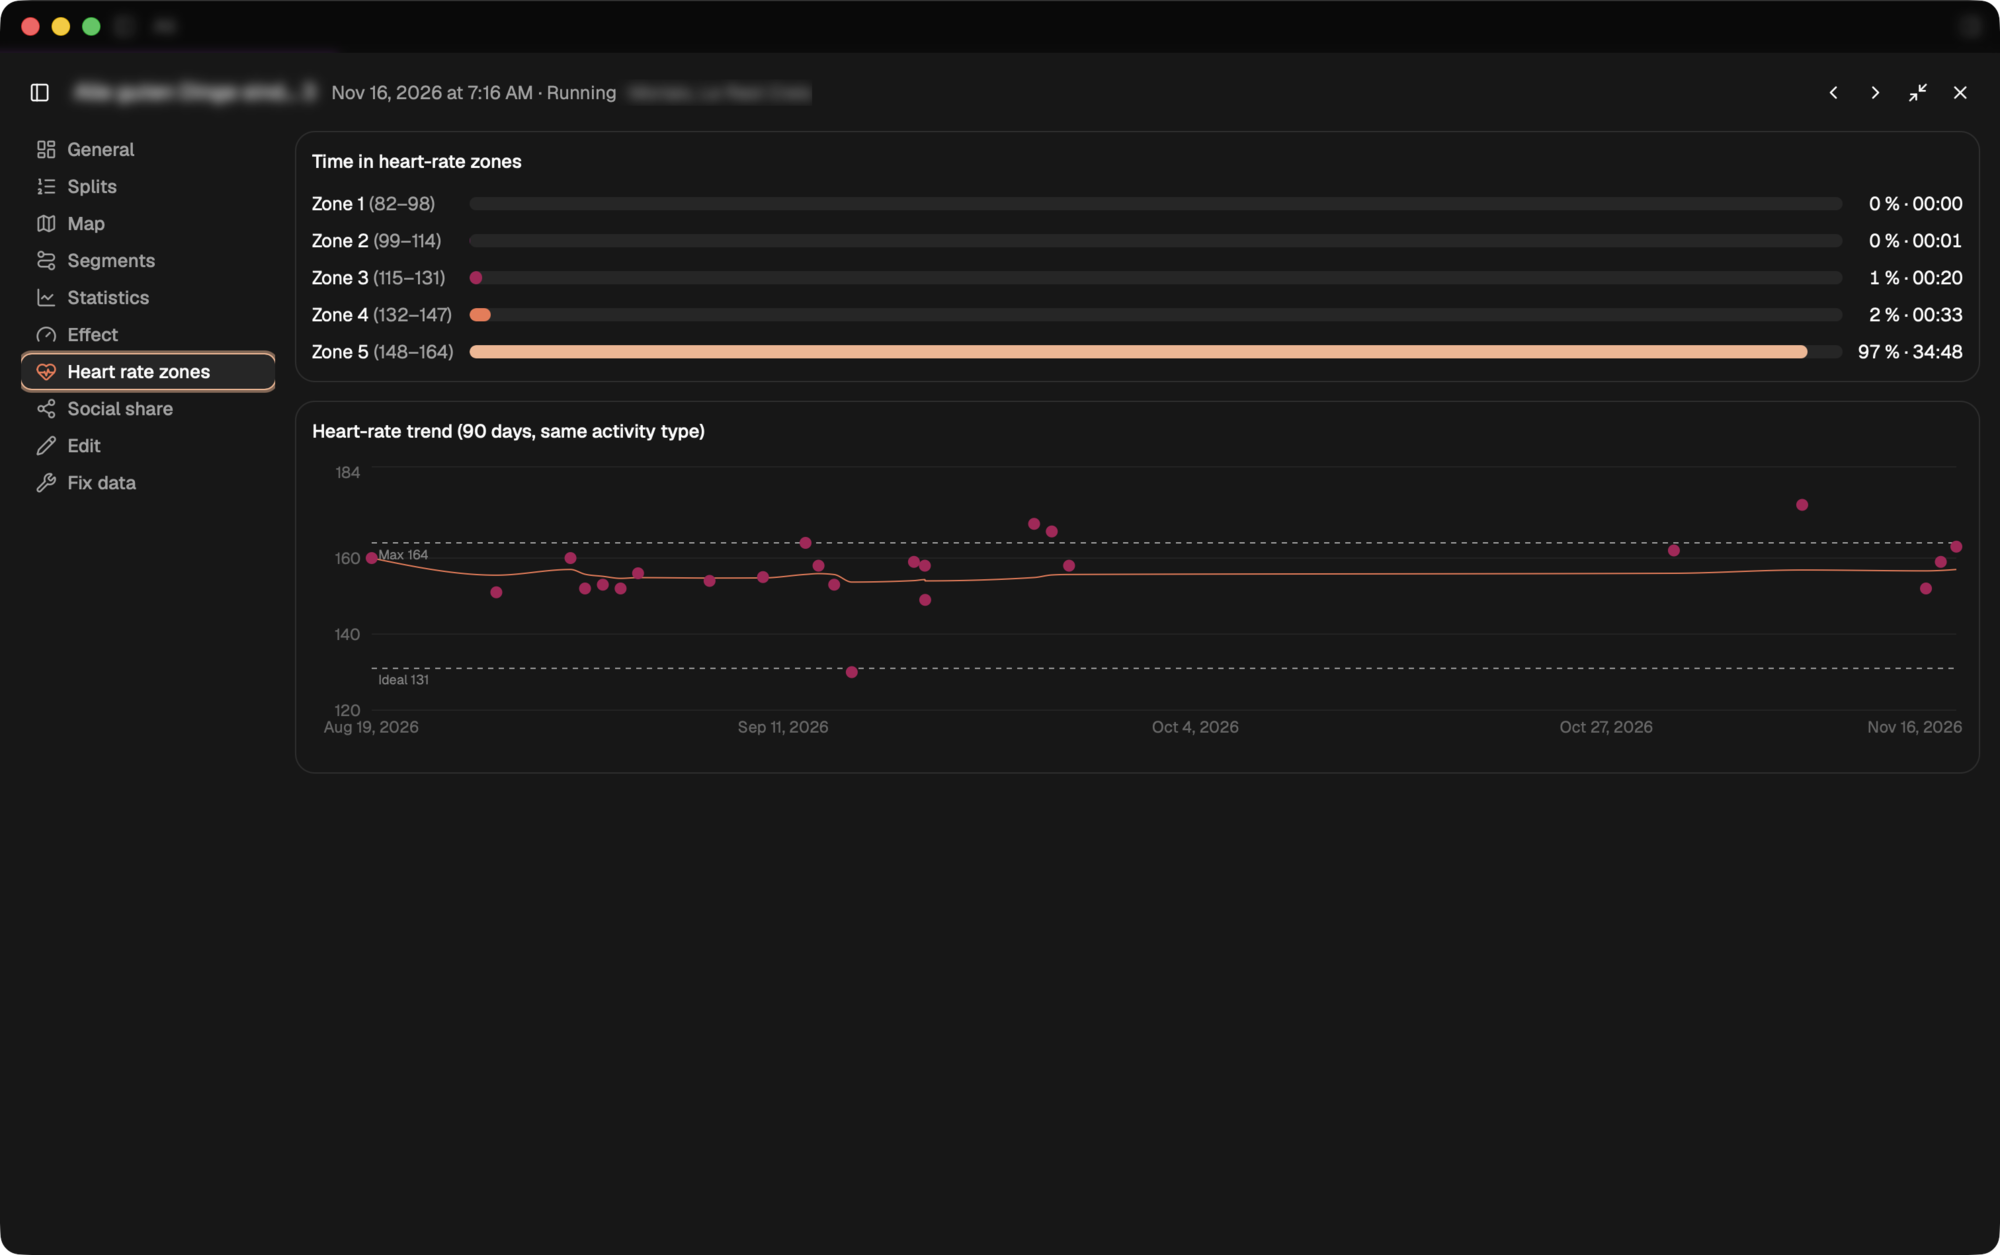 Nov 16, 2026 at 7:16 AM · Running
General
Splits
Map
Segments
Statistics
Effect
Heart rate zones
Social share
Edit
Fix data
Time in heart-rate zones
Zone 1 (82–98) 0 % · 00:00
Zone 2 (99–114) 0 % · 00:01
Zone 3 (115–131) 1 % · 00:20
Zone 4 (132–147) 2 % · 00:33
Zone 5 (148–164) 97 % · 34:48
Heart-rate trend (90 days, same activity type)
184
Max 164
160
140
Ideal 131
120
Aug 19, 2026 Sep 11, 2026 Oct 4, 2026 Oct 27, 2026 Nov 16, 2026